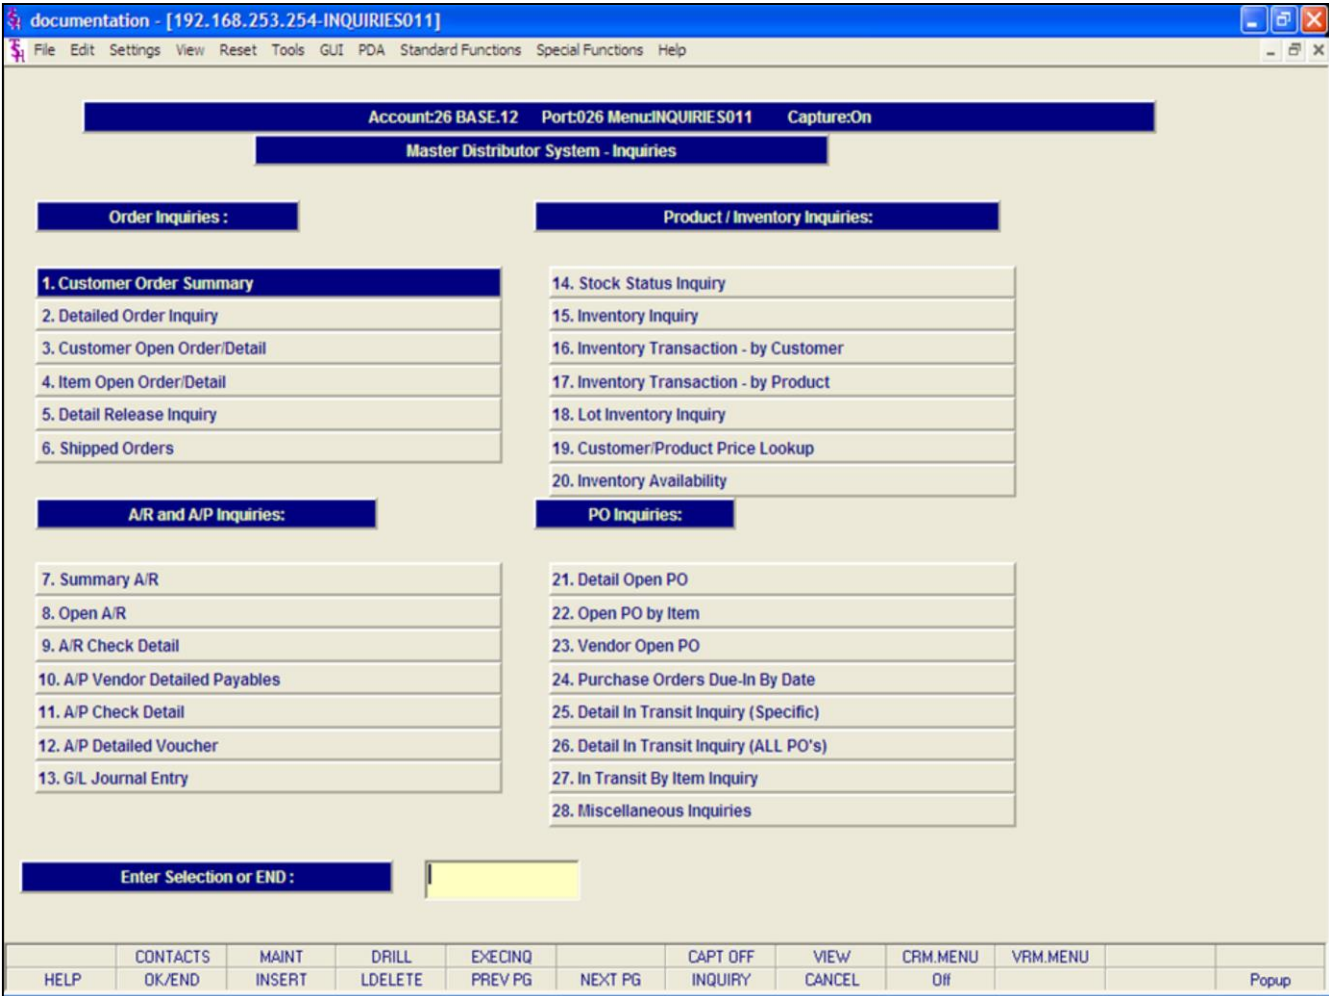 documentation - [192.168.253.254-INQUIRIES011]
File Edit Settings View Reset Tools GUI PDA Standard Functions Special Functions Help
Account:26 BASE.12 Port:026 Menu:INQUIRIES011 Capture:On
Master Distributor System - Inquiries
Order Inquiries :
1. Customer Order Summary
2. Detailed Order Inquiry
3. Customer Open Order/Detail
4. Item Open Order/Detail
5. Detail Release Inquiry
6. Shipped Orders
Product / Inventory Inquiries:
14. Stock Status Inquiry
15. Inventory Inquiry
16. Inventory Transaction - by Customer
17. Inventory Transaction - by Product
18. Lot Inventory Inquiry
19. Customer/Product Price Lookup
20. Inventory Availability
A/R and A/P Inquiries:
7. Summary A/R
8. Open A/R
9. A/R Check Detail
10. A/P Vendor Detailed Payables
11. A/P Check Detail
12. A/P Detailed Voucher
13. G/L Journal Entry
PO Inquiries:
21. Detail Open PO
22. Open PO by Item
23. Vendor Open PO
24. Purchase Orders Due-In By Date
25. Detail In Transit Inquiry (Specific)
26. Detail In Transit Inquiry (ALL PO's)
27. In Transit By Item Inquiry
28. Miscellaneous Inquiries
Enter Selection or END :
CONTACTS MAINT DRILL EXECINQ CAPT OFF VIEW CRM.MENU VRM.MENU
HELP OK/END INSERT LDELETE PREV PG NEXT PG INQUIRY CANCEL Off Popup